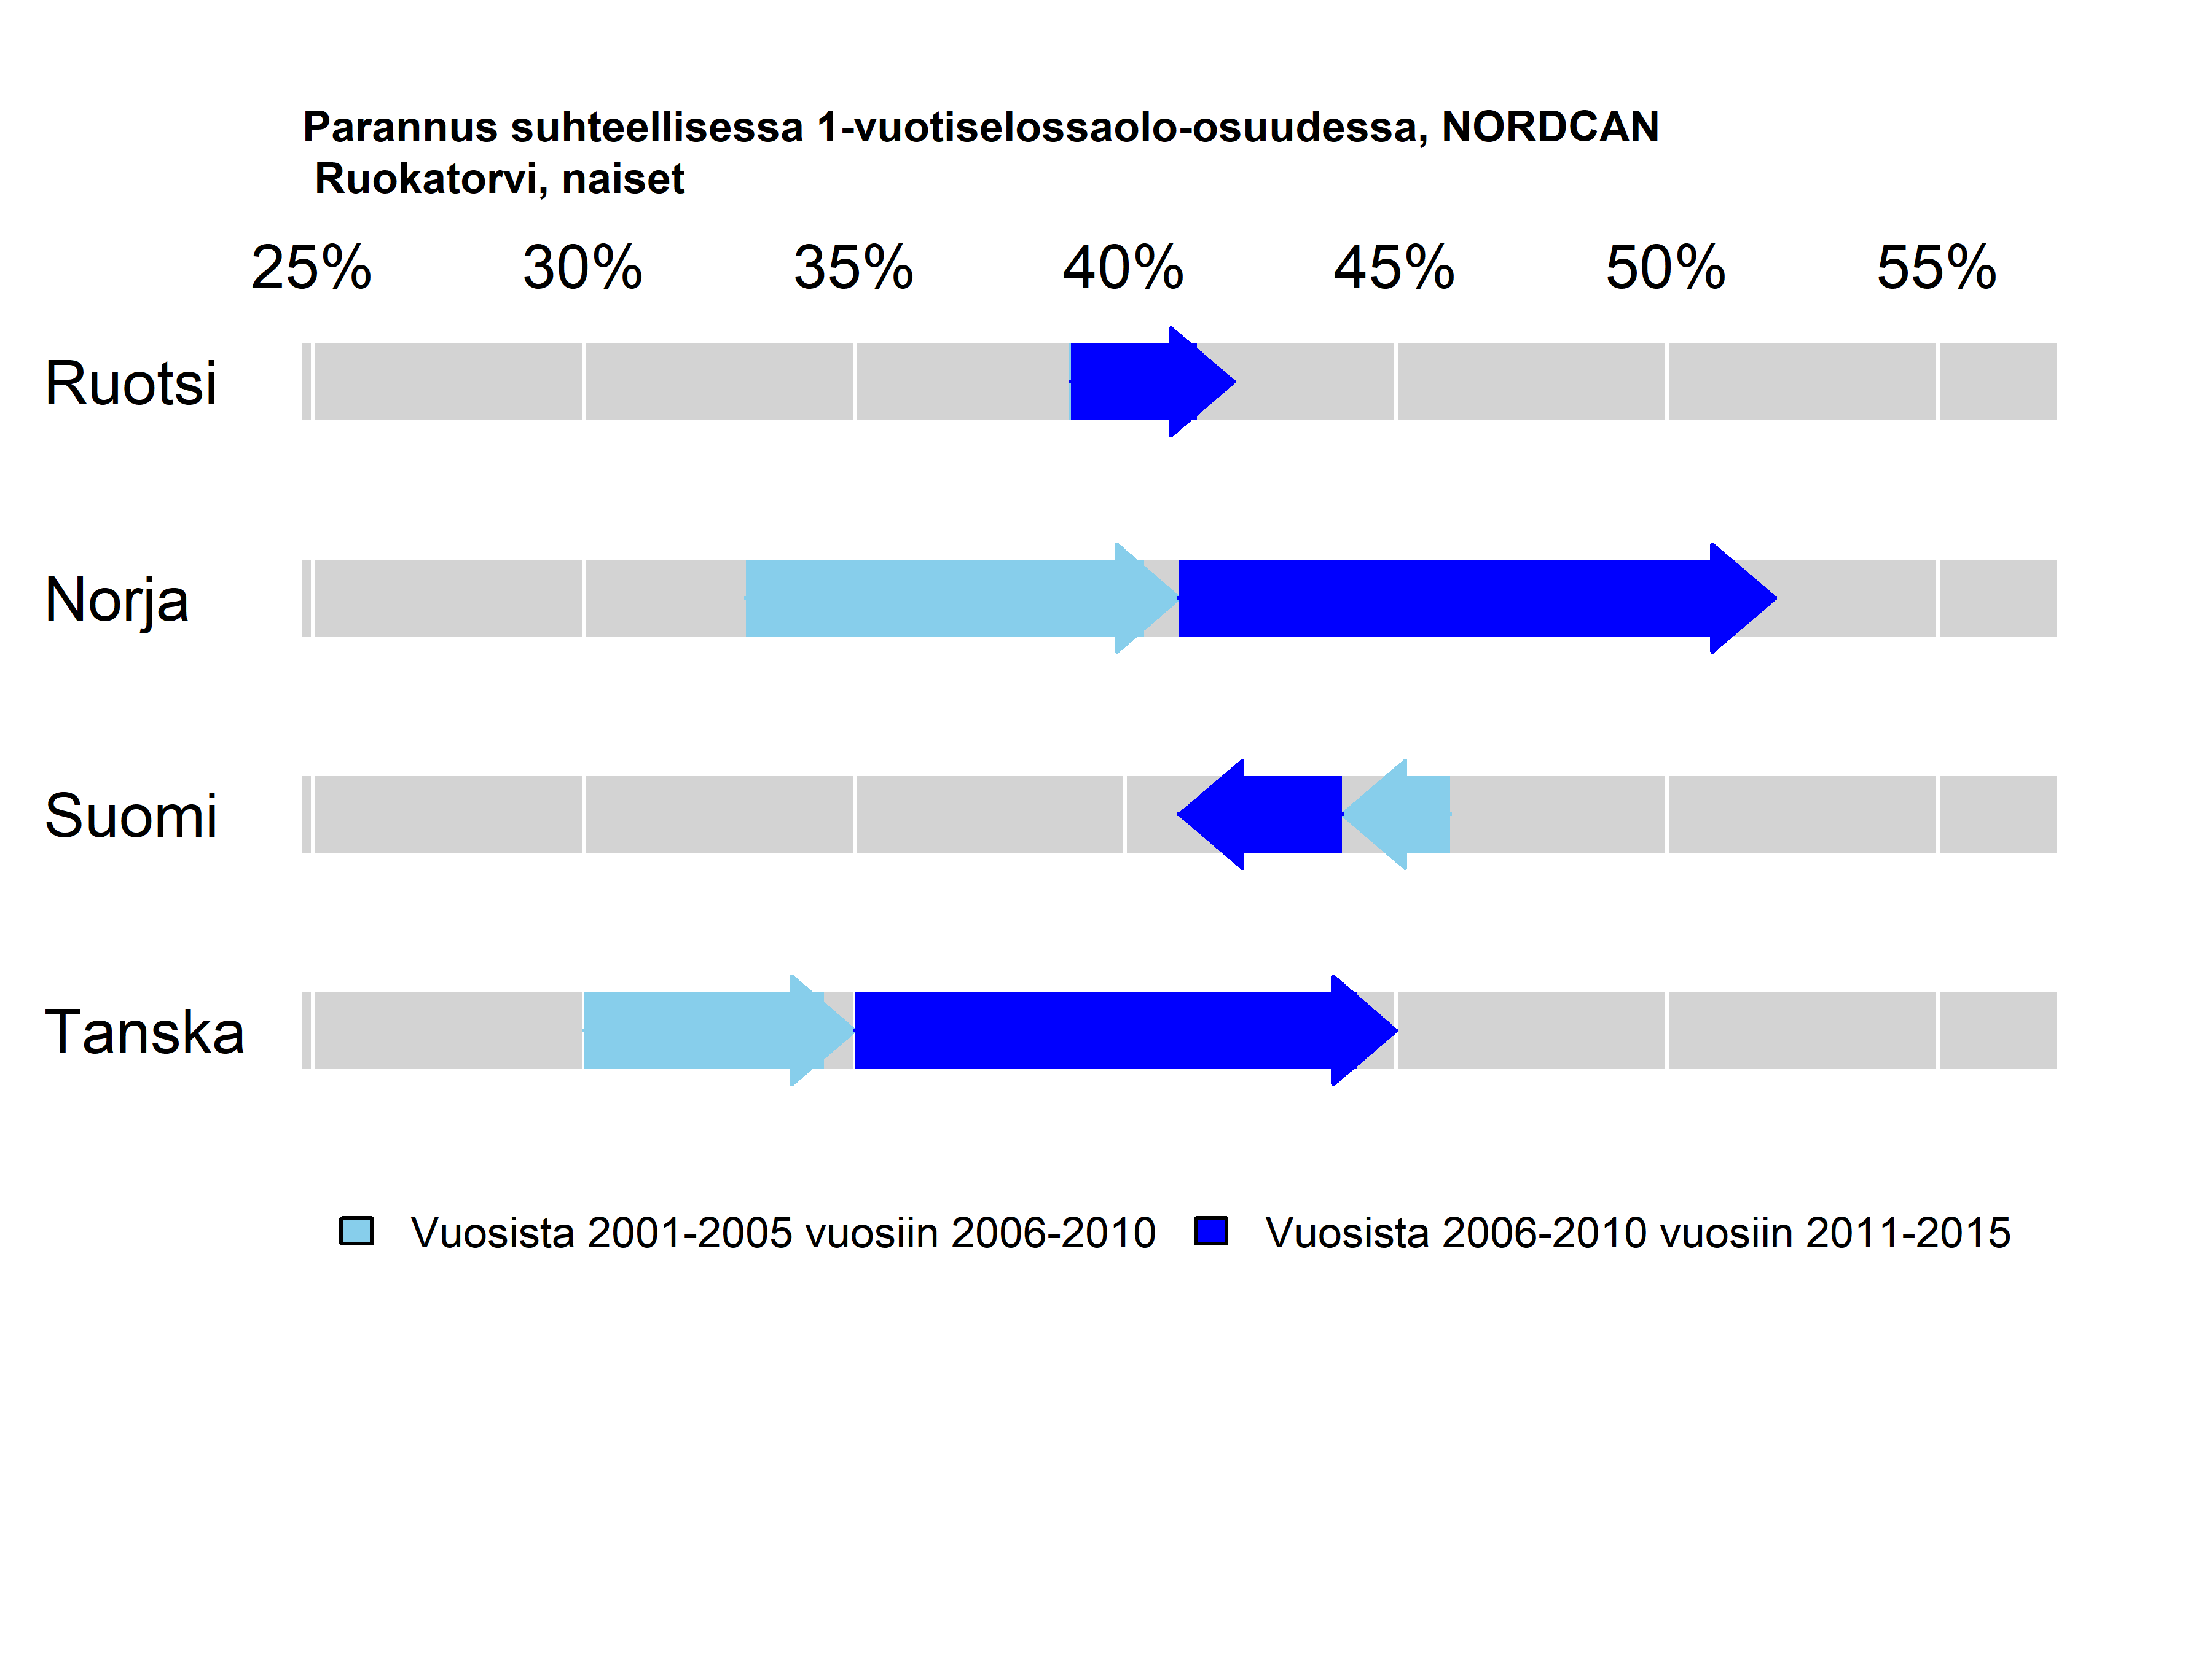 Parannus suhteellisessa 1-vuotiselossaolo-osuudessa, NORDCAN
Ruokatorvi, naiset
25% 30% 35% 40% 45% 50% 55%
Ruotsi
Norja
Suomi
Tanska
Vuosista 2001-2005 vuosiin 2006-2010 Vuosista 2006-2010 vuosiin 2011-2015